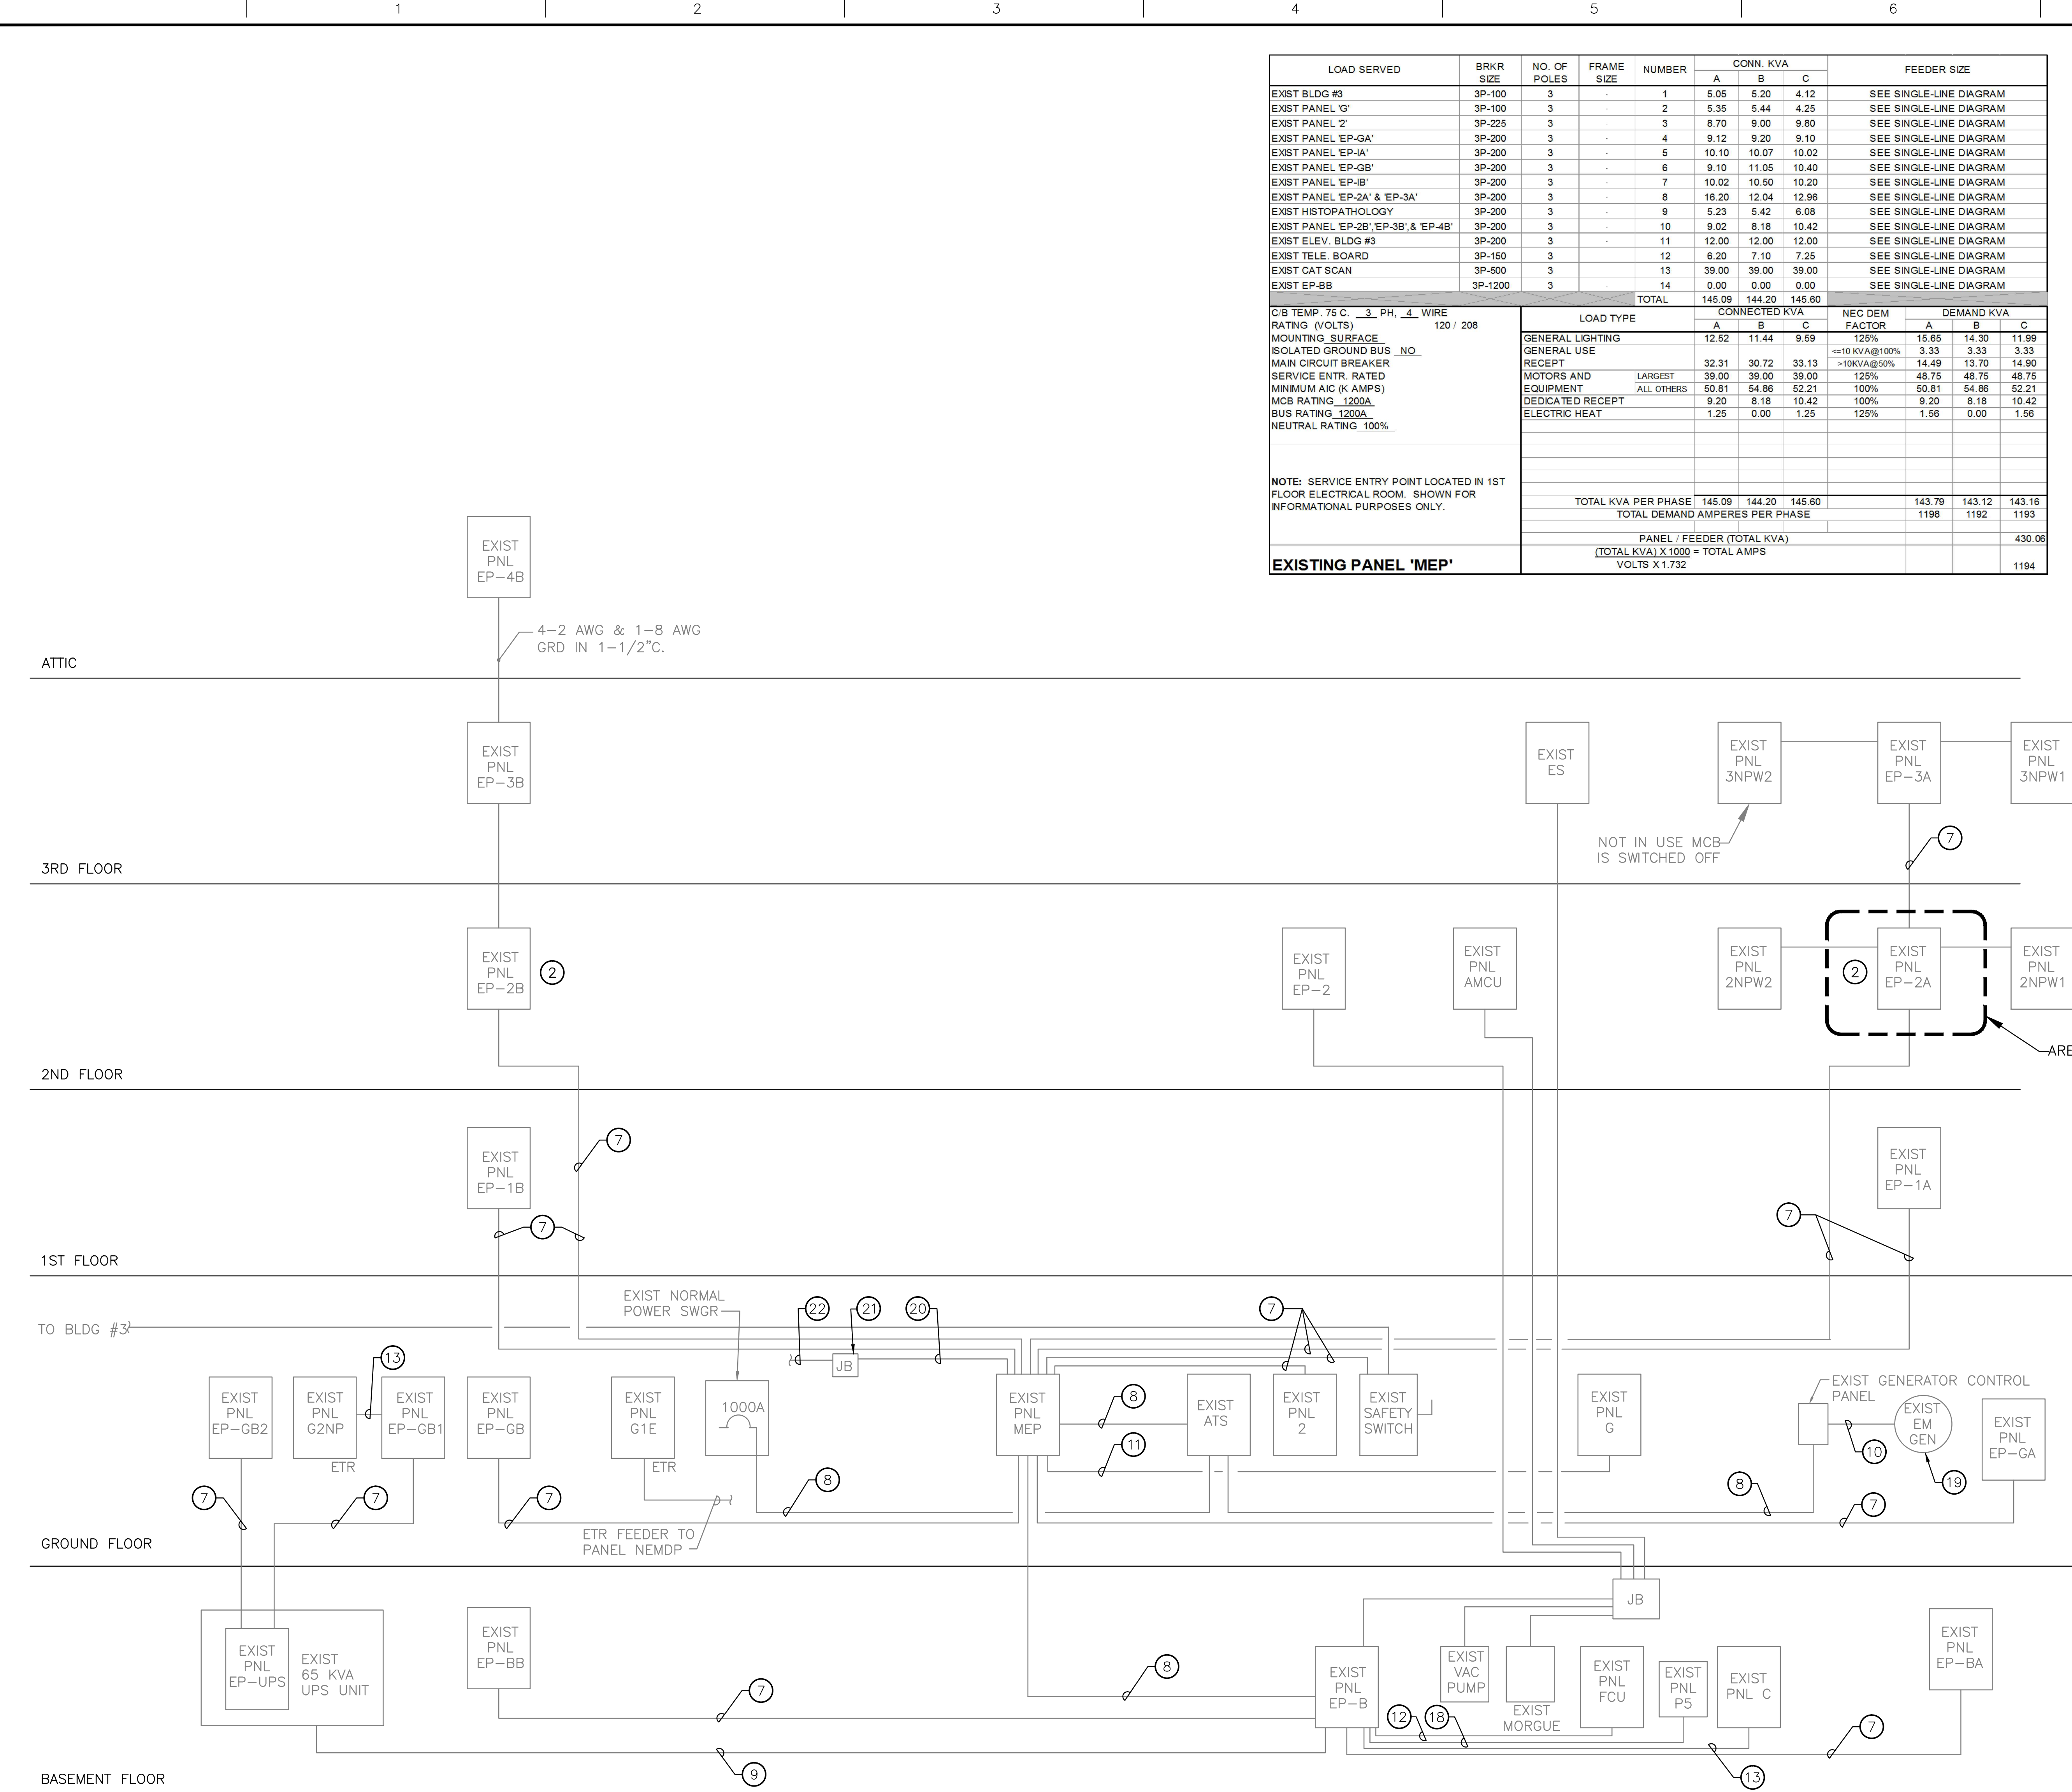 1 2 3 4 5 6
LOAD SERVED BRKR SIZE NO. OF POLES FRAME SIZE NUMBER CONN. KVA A B C FEEDER SIZE
EXIST BLDG #3 3P-100 3 - 1 5.05 5.20 4.12 SEE SINGLE-LINE DIAGRAM
EXIST PANEL 'G' 3P-100 3 - 2 5.35 5.44 4.25 SEE SINGLE-LINE DIAGRAM
EXIST PANEL '2' 3P-225 3 - 3 8.70 9.00 9.80 SEE SINGLE-LINE DIAGRAM
EXIST PANEL 'EP-GA' 3P-200 3 - 4 9.12 9.20 9.10 SEE SINGLE-LINE DIAGRAM
EXIST PANEL 'EP-IA' 3P-200 3 - 5 10.10 10.07 10.02 SEE SINGLE-LINE DIAGRAM
EXIST PANEL 'EP-GB' 3P-200 3 - 6 9.10 11.05 10.40 SEE SINGLE-LINE DIAGRAM
EXIST PANEL 'EP-IB' 3P-200 3 - 7 10.02 10.50 10.20 SEE SINGLE-LINE DIAGRAM
EXIST PANEL 'EP-2A' & 'EP-3A' 3P-200 3 - 8 16.20 12.04 12.96 SEE SINGLE-LINE DIAGRAM
EXIST HISTOPATHOLOGY 3P-200 3 - 9 5.23 5.42 6.08 SEE SINGLE-LINE DIAGRAM
EXIST PANEL 'EP-2B','EP-3B',& 'EP-4B' 3P-200 3 - 10 9.02 8.18 10.42 SEE SINGLE-LINE DIAGRAM
EXIST ELEV. BLDG #3 3P-200 3 - 11 12.00 12.00 12.00 SEE SINGLE-LINE DIAGRAM
EXIST TELE. BOARD 3P-150 3 12 6.20 7.10 7.25 SEE SINGLE-LINE DIAGRAM
EXIST CAT SCAN 3P-500 3 13 39.00 39.00 39.00 SEE SINGLE-LINE DIAGRAM
EXIST EP-BB 3P-1200 3 - 14 0.00 0.00 0.00 SEE SINGLE-LINE DIAGRAM
TOTAL 145.09 144.20 145.60
C/B TEMP. 75 C. 3 PH, 4 WIRE
RATING (VOLTS) 120 / 208
MOUNTING SURFACE
ISOLATED GROUND BUS NO
MAIN CIRCUIT BREAKER
SERVICE ENTR. RATED
MINIMUM AIC (K AMPS)
MCB RATING 1200A
BUS RATING 1200A
NEUTRAL RATING 100%
NOTE: SERVICE ENTRY POINT LOCATED IN 1ST
FLOOR ELECTRICAL ROOM. SHOWN FOR
INFORMATIONAL PURPOSES ONLY.
EXISTING PANEL 'MEP'
LOAD TYPE CONNECTED KVA A B C NEC DEM FACTOR DEMAND KVA A B C
GENERAL LIGHTING 12.52 11.44 9.59 125% 15.65 14.30 11.99
GENERAL USE <=10 KVA@100% 3.33 3.33 3.33
RECEPT 32.31 30.72 33.13 >10KVA@50% 14.49 13.70 14.90
MOTORS AND LARGEST 39.00 39.00 39.00 125% 48.75 48.75 48.75
EQUIPMENT ALL OTHERS 50.81 54.86 52.21 100% 50.81 54.86 52.21
DEDICATED RECEPT 9.20 8.18 10.42 100% 9.20 8.18 10.42
ELECTRIC HEAT 1.25 0.00 1.25 125% 1.56 0.00 1.56
TOTAL KVA PER PHASE 145.09 144.20 145.60 143.79 143.12 143.16
TOTAL DEMAND AMPERES PER PHASE 1198 1192 1193
PANEL / FEEDER (TOTAL KVA) 430.06
(TOTAL KVA) X 1000 = TOTAL AMPS
VOLTS X 1.732 1194
EXIST
PNL
EP-4B
4-2 AWG & 1-8 AWG
GRD IN 1-1/2"C.
ATTIC
EXIST
PNL
EP-3B
EXIST
ES
EXIST
PNL
3NPW2
EXIST
PNL
EP-3A
EXIST
PNL
3NPW1
NOT IN USE MCB
IS SWITCHED OFF
7
3RD FLOOR
EXIST
PNL
EP-2B
2
EXIST
PNL
EP-2
EXIST
PNL
AMCU
EXIST
PNL
2NPW2
2
EXIST
PNL
EP-2A
EXIST
PNL
2NPW1
ARE
2ND FLOOR
7
EXIST
PNL
EP-1B
EXIST
PNL
EP-1A
7
7
1ST FLOOR
EXIST NORMAL
POWER SWGR
22
21
20
7
TO BLDG #3
JB
13
EXIST
PNL
EP-GB2
EXIST
PNL
G2NP
ETR
EXIST
PNL
EP-GB1
EXIST
PNL
EP-GB
EXIST
PNL
G1E
ETR
1000A
EXIST
PNL
MEP
8
11
EXIST
ATS
EXIST
PNL
2
EXIST
SAFETY
SWITCH
EXIST
PNL
G
EXIST GENERATOR CONTROL
PANEL
EXIST
EM
GEN
10
19
EXIST
PNL
EP-GA
7
7
7
8
8
7
ETR FEEDER TO
PANEL NEMDP
GROUND FLOOR
JB
EXIST
PNL
EP-UPS
EXIST
65 KVA
UPS UNIT
EXIST
PNL
EP-BB
7
8
EXIST
PNL
EP-B
EXIST
VAC
PUMP
EXIST
MORGUE
EXIST
PNL
FCU
EXIST
PNL
P5
EXIST
PNL C
EXIST
PNL
EP-BA
12
18
7
9
13
BASEMENT FLOOR